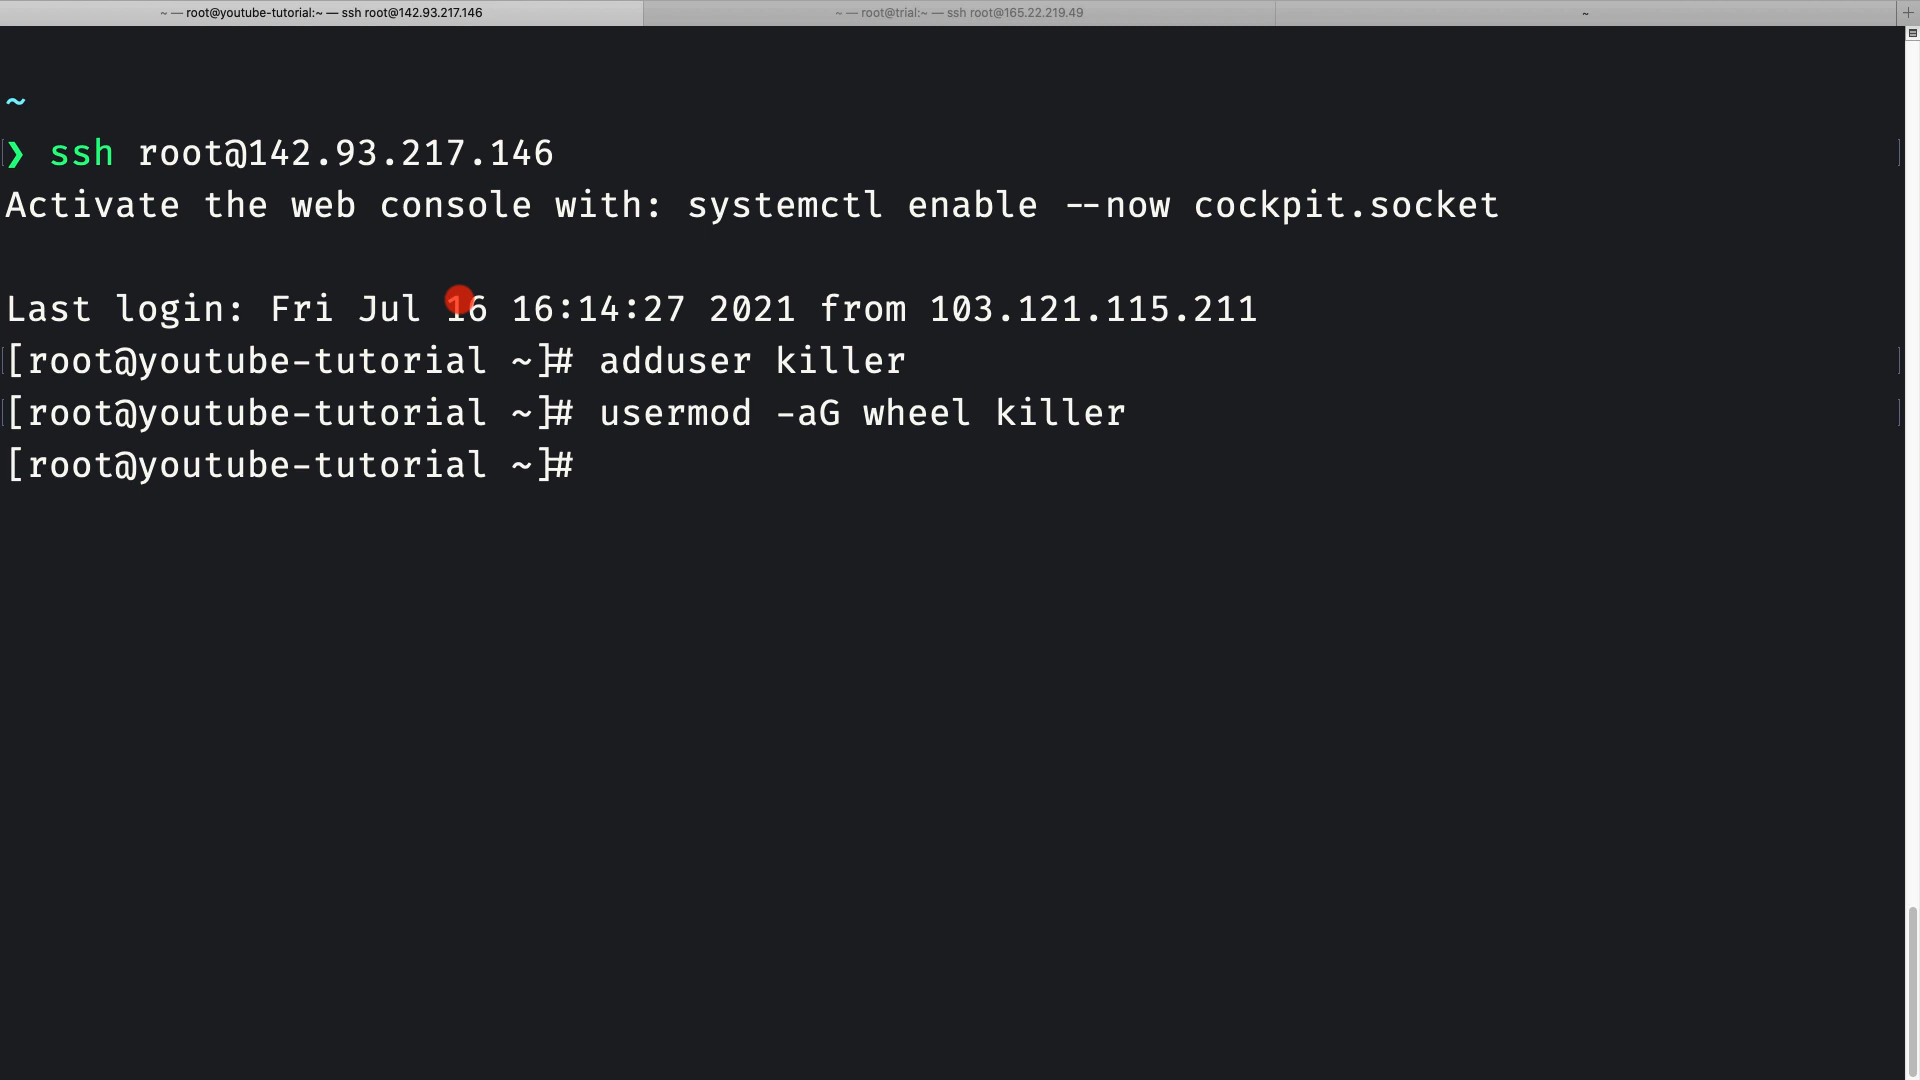 ~ — root@youtube-tutorial:~ — ssh root@142.93.217.146
~ — root@trial:~ — ssh root@165.22.219.49
~
~
❯ ssh root@142.93.217.146
Activate the web console with: systemctl enable --now cockpit.socket
Last login: Fri Jul 16 16:14:27 2021 from 103.121.115.211
[root@youtube-tutorial ~]# adduser killer
[root@youtube-tutorial ~]# usermod -aG wheel killer
[root@youtube-tutorial ~]#